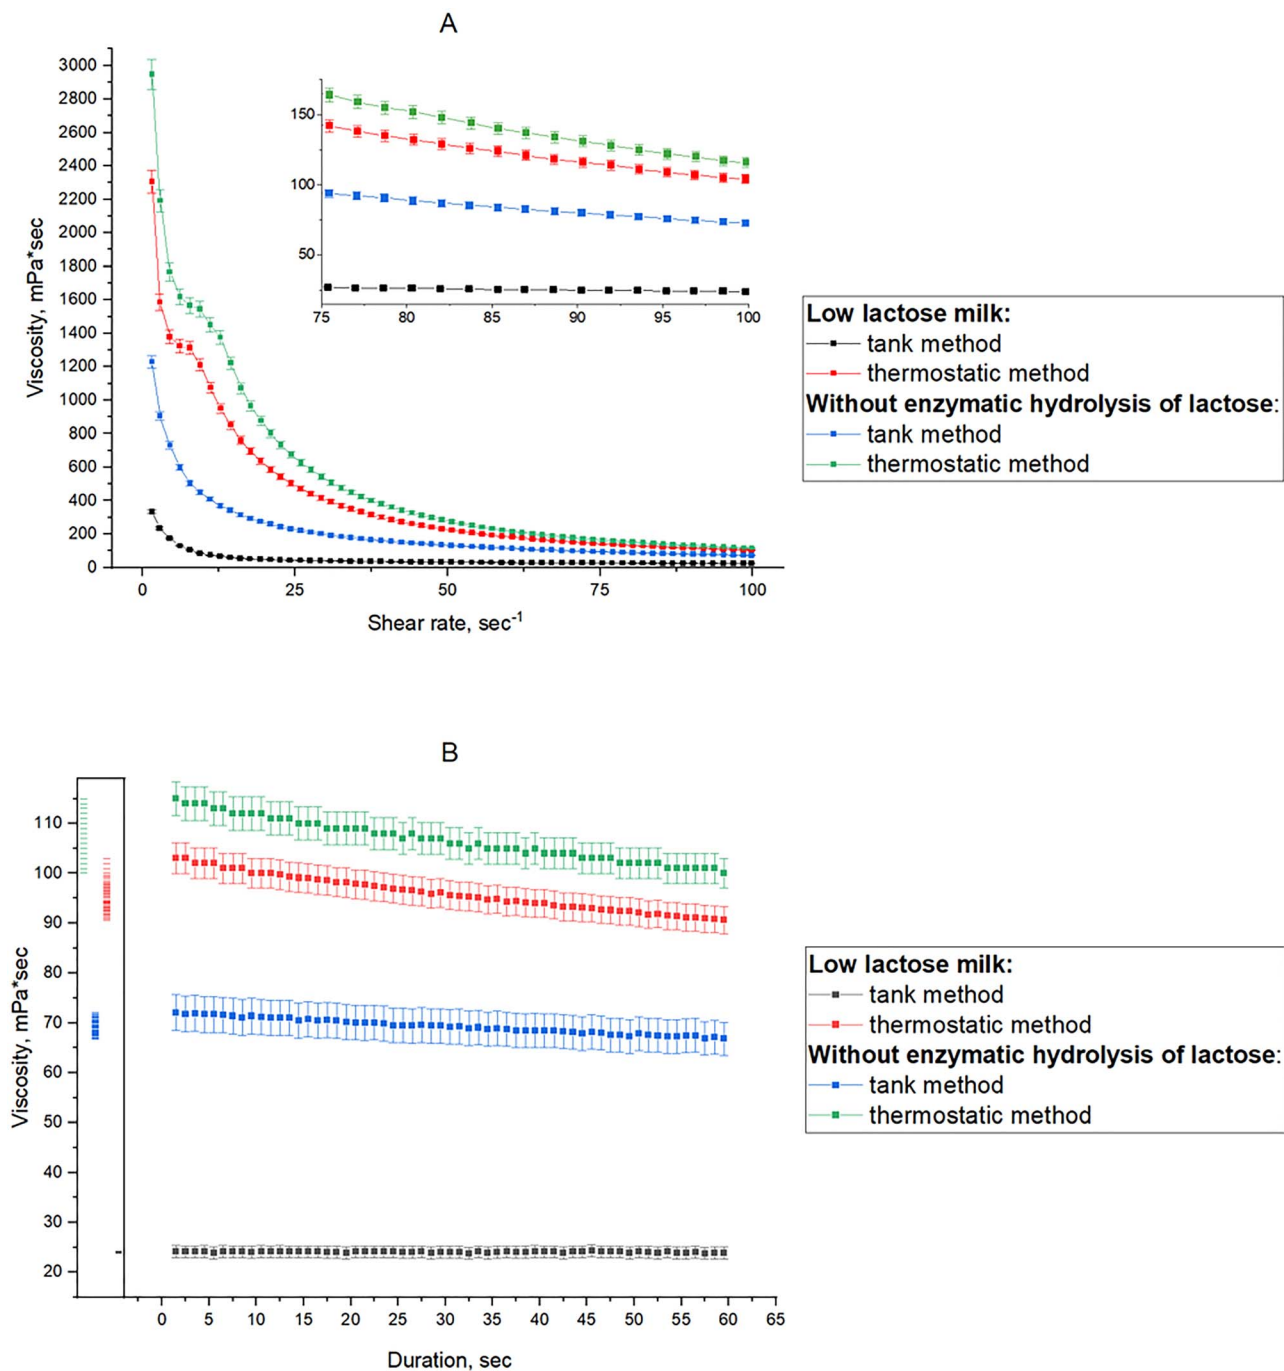 A
3000
2800
2600
2400
2200
2000
1800
1600
1400
1200
1000
800
600
400
200
0
Viscosity, mPa*sec
0 25 50 75 100
Shear rate, sec⁻¹
150
100
50
75 80 85 90 95 100
Low lactose milk:
tank method
thermostatic method
Without enzymatic hydrolysis of lactose:
tank method
thermostatic method
B
110
100
90
80
70
60
50
40
30
20
Viscosity, mPa*sec
0 5 10 15 20 25 30 35 40 45 50 55 60 65
Duration, sec
Low lactose milk:
tank method
thermostatic method
Without enzymatic hydrolysis of lactose:
tank method
thermostatic method